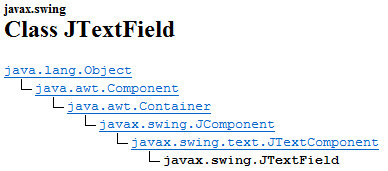 javax.swing
Class JTextField
java.lang.Object
java.awt.Component
java.awt.Container
javax.swing.JComponent
javax.swing.text.JTextComponent
javax.swing.JTextField